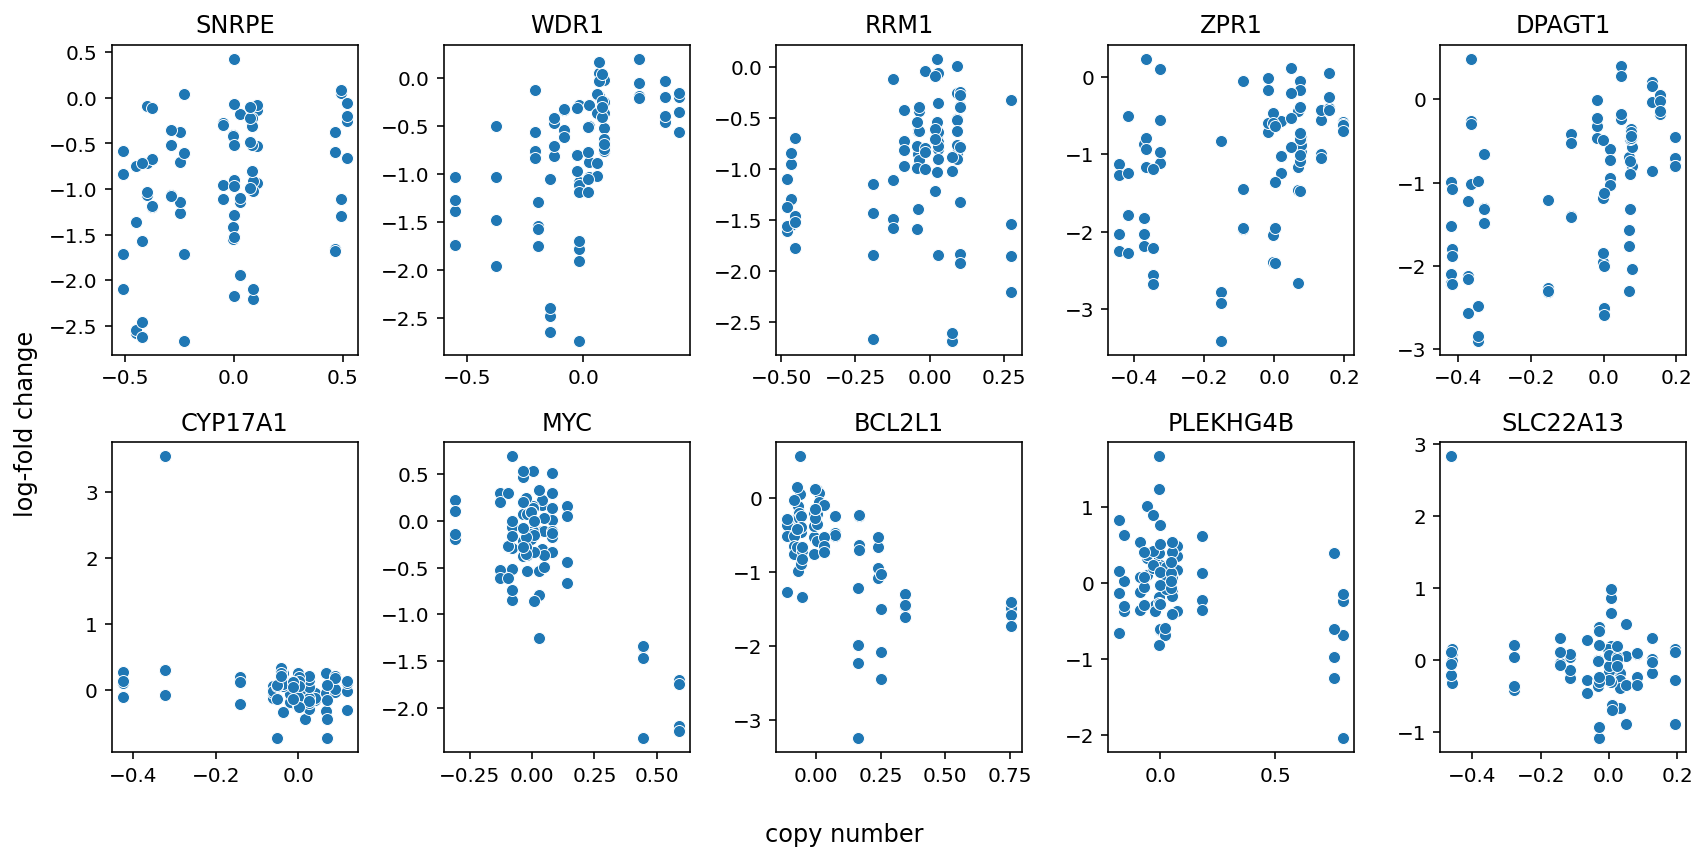 SNRPE WDR1 RRM1 ZPR1 DPAGT1
0.5 0.0 −0.5 −1.0 −1.5 −2.0 −2.5
−0.5 0.0 0.5
0.0 −0.5 −1.0 −1.5 −2.0 −2.5
−0.5 0.0
0.0 −0.5 −1.0 −1.5 −2.0 −2.5
−0.50 −0.25 0.00 0.25
0 −1 −2 −3
−0.4 −0.2 0.0 0.2
0 −1 −2 −3
−0.4 −0.2 0.0 0.2
log-fold change
CYP17A1 MYC BCL2L1 PLEKHG4B SLC22A13
3 2 1 0
−0.4 −0.2 0.0
0.5 0.0 −0.5 −1.0 −1.5 −2.0
−0.25 0.00 0.25 0.50
0 −1 −2 −3
0.00 0.25 0.50 0.75
1 0 −1 −2
0.0 0.5
3 2 1 0 −1
−0.4 −0.2 0.0 0.2
copy number